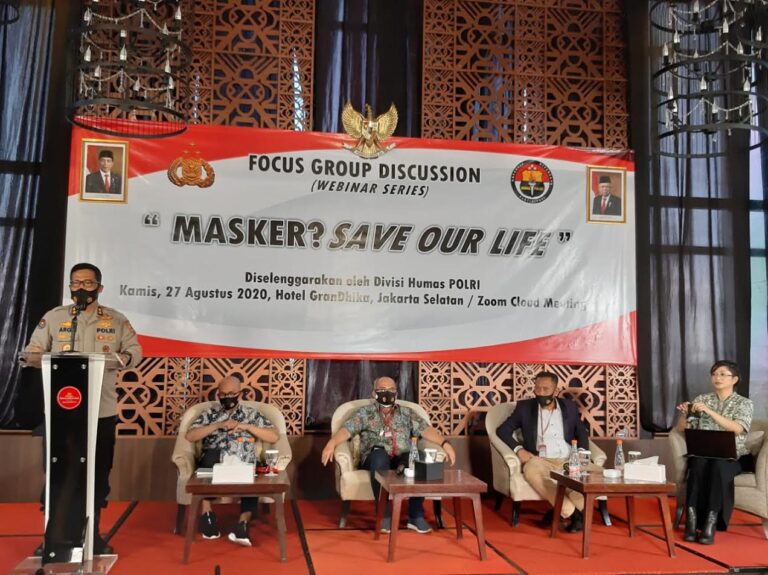 FOCUS GROUP DISCUSSION
(WEBINAR SERIES)
“ MASKER? SAVE OUR LIFE ”
Diselenggarakan oleh Divisi Humas POLRI
Kamis, 27 Agustus 2020, Hotel GranDhika, Jakarta Selatan / Zoom Cloud Meeting
POLRI